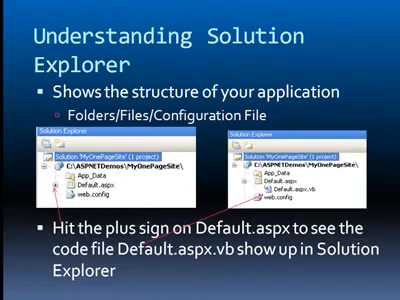 Understanding Solution
Explorer
Shows the structure of your application
Folders/Files/Configuration File
Solution Explorer
Solution 'MyOnePageSite' (1 project)
C:\ASPNETDemos\MyOnePageSite\
App_Data
Default.aspx
web.config
Solution Explorer
Solution 'MyOnePageSite' (1 project)
C:\ASPNETDemos\MyOnePageSite\
App_Data
Default.aspx
Default.aspx.vb
web.config
Hit the plus sign on Default.aspx to see the
code file Default.aspx.vb show up in Solution
Explorer